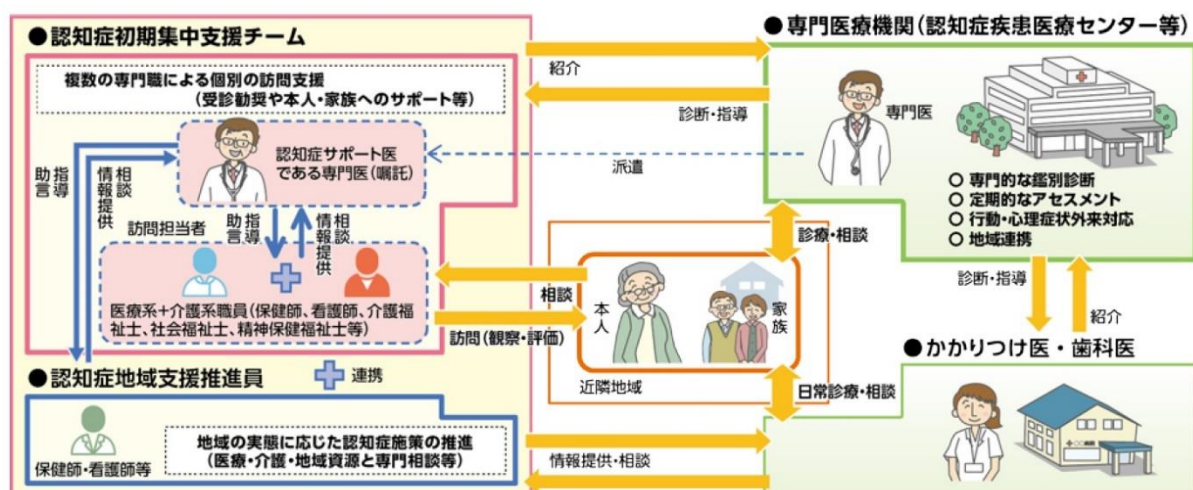 ●認知症初期集中支援チーム
複数の専門職による個別の訪問支援
(受診勧奨や本人・家族へのサポート等)
認知症サポート医
である専門医(嘱託)
指導
助言
相談
情報提供
訪問担当者
指導
助言
相談
情報提供
医療系+介護系職員(保健師、看護師、介護福
祉士、社会福祉士、精神保健福祉士等)
●認知症地域支援推進員
連携
保健師・看護師等
地域の実態に応じた認知症施策の推進
(医療・介護・地域資源と専門相談等)
紹介
診断・指導
派遣
相談
訪問(観察・評価)
本人
家族
近隣地域
診療・相談
日常診療・相談
情報提供・相談
●専門医療機関(認知症疾患医療センター等)
専門医
○ 専門的な鑑別診断
○ 定期的なアセスメント
○ 行動・心理症状外来対応
○ 地域連携
診断・指導
紹介
●かかりつけ医・歯科医